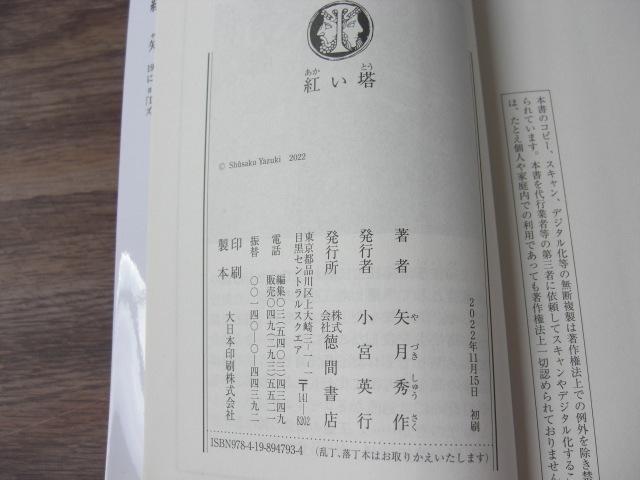 紅い塔
あか とう
© Shūsaku Yazuki 2022
2022年11月15日 初刷
著者 矢月秀作
や づき しゅう さく
発行者 小宮英行
発行所 株式会社徳間書店
東京都品川区上大崎三-一-一
目黒セントラルスクエア 〒141-8202
電話 編集〇三(五四〇三)四三四九
販売〇四九(二九三)五五二一
振替 〇〇一四〇-〇-四四三九二
印刷
製本 大日本印刷株式会社
ISBN978-4-19-894793-4 (乱丁、落丁本はお取りかえいたします)
本書のコピー、スキャン、デジタル化等の無断複製は著作権法上での例外を除き禁
られています。本書を代行業者等の第三者に依頼してスキャンやデジタル化するこ
は、たとえ個人や家庭内での利用であっても著作権法上一切認められておりません